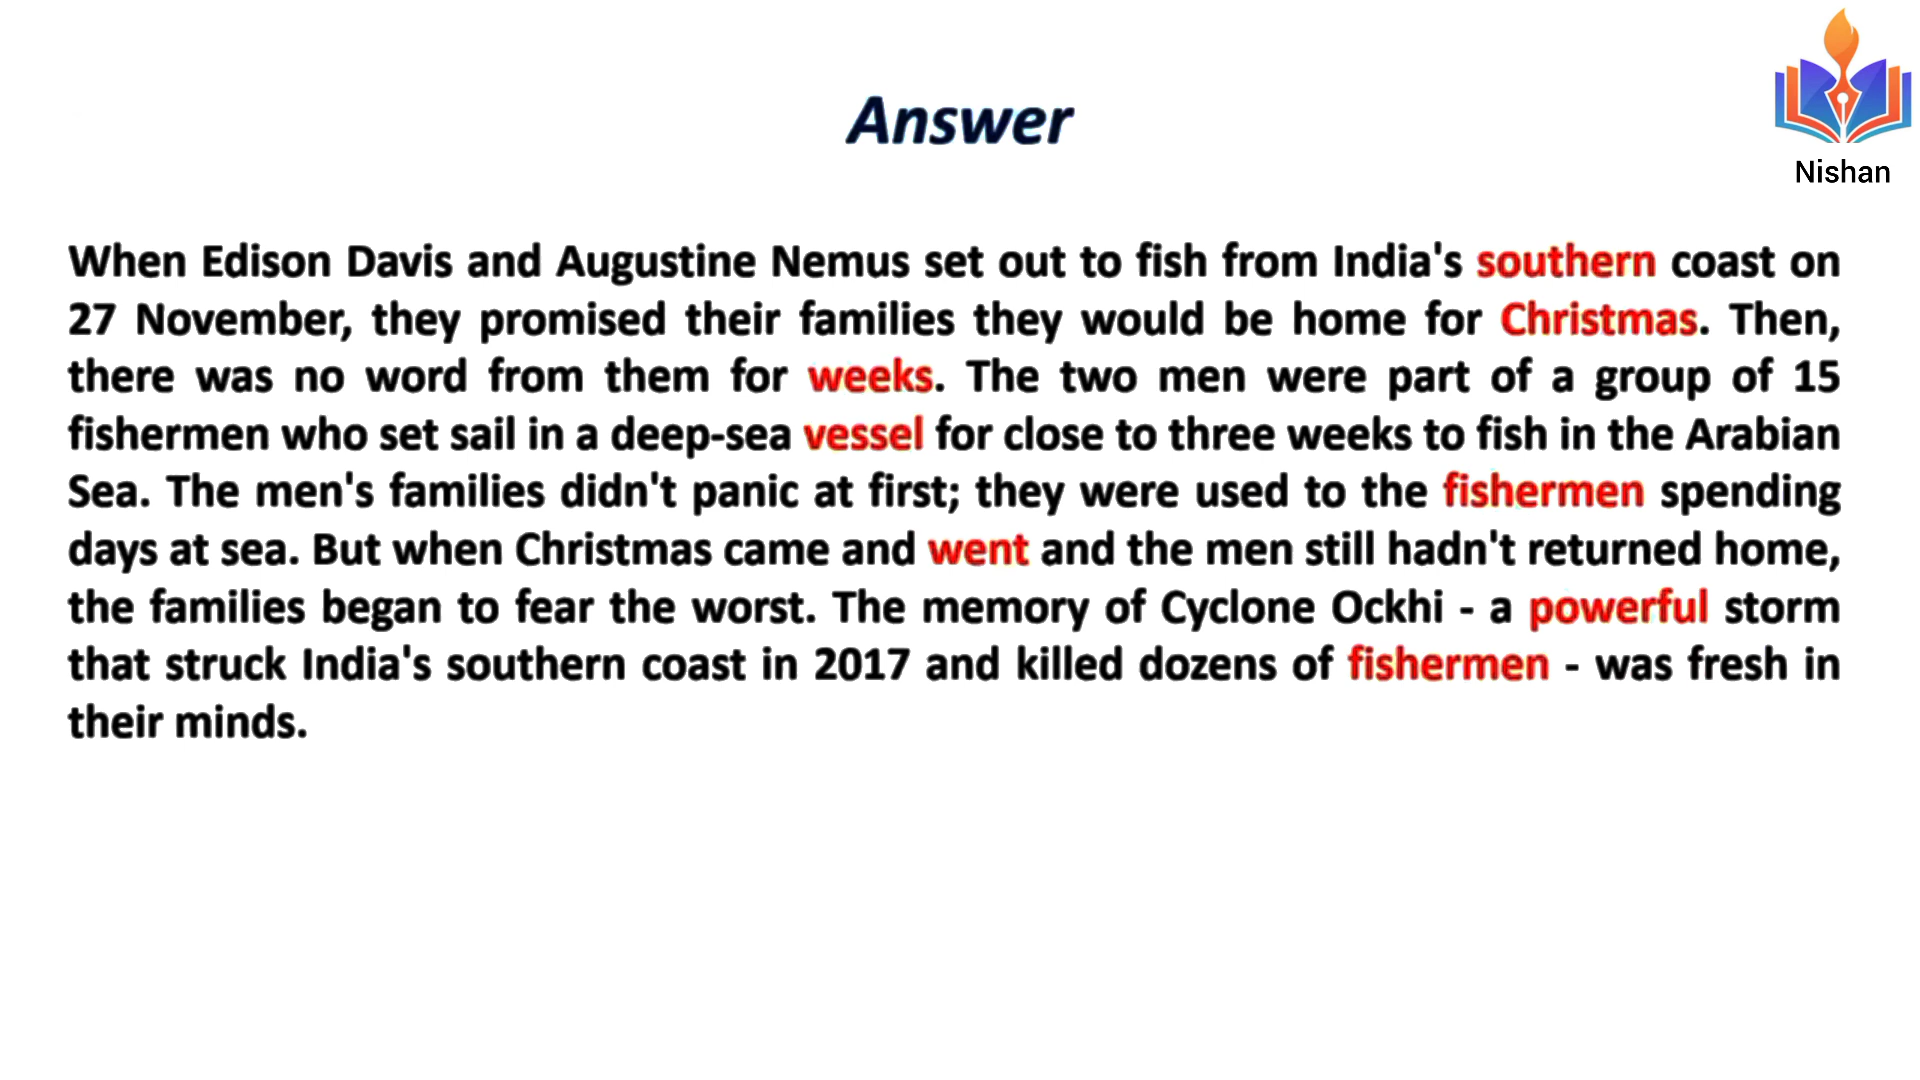 Answer
Nishan
When Edison Davis and Augustine Nemus set out to fish from India's southern coast on
27 November, they promised their families they would be home for Christmas. Then,
there was no word from them for weeks. The two men were part of a group of 15
fishermen who set sail in a deep-sea vessel for close to three weeks to fish in the Arabian
Sea. The men's families didn't panic at first; they were used to the fishermen spending
days at sea. But when Christmas came and went and the men still hadn't returned home,
the families began to fear the worst. The memory of Cyclone Ockhi - a powerful storm
that struck India's southern coast in 2017 and killed dozens of fishermen - was fresh in
their minds.